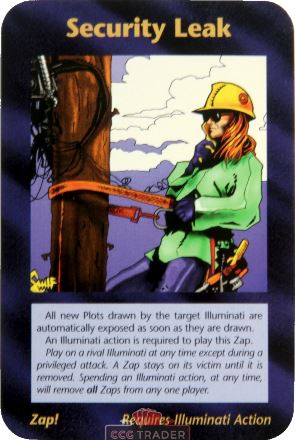 Security Leak
All new Plots drawn by the target Illuminati are
automatically exposed as soon as they are drawn.
An Illuminati action is required to play this Zap.
Play on a rival Illuminati at any time except during a
privileged attack. A Zap stays on its victim until it is
removed. Spending an Illuminati action, at any time,
will remove all Zaps from any one player.
Zap! Requires Illuminati Action
CCG TRADER